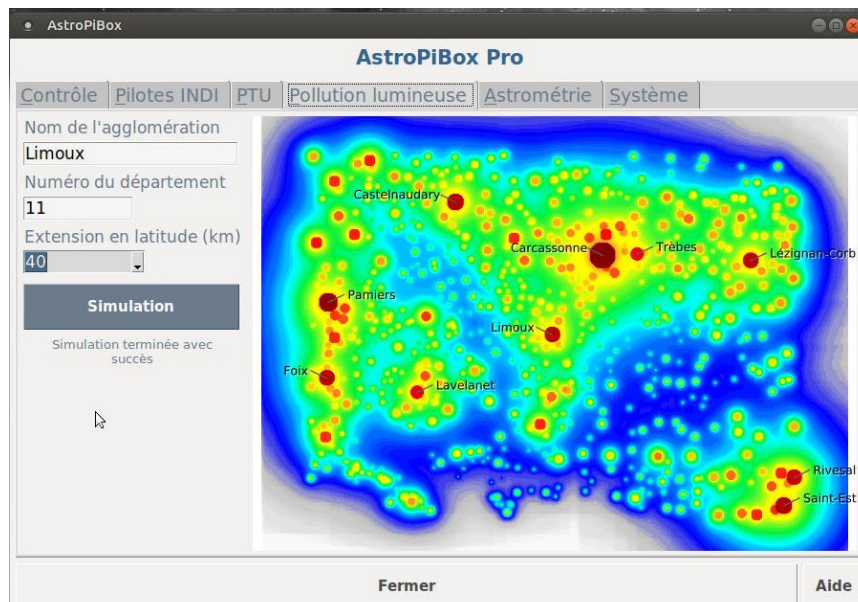 AstroPiBox
AstroPiBox Pro
Contrôle
Pilotes INDI
PTU
Pollution lumineuse
Astrométrie
Système
Nom de l'agglomération
Limoux
Numéro du département
11
Extension en latitude (km)
40
Simulation
Simulation terminée avec
succès
Castelnaudary
Carcassonne
Trèbes
Lézignan-Corb
Pamiers
Limoux
Foix
Lavelanet
Rivesal
Saint-Est
Fermer
Aide